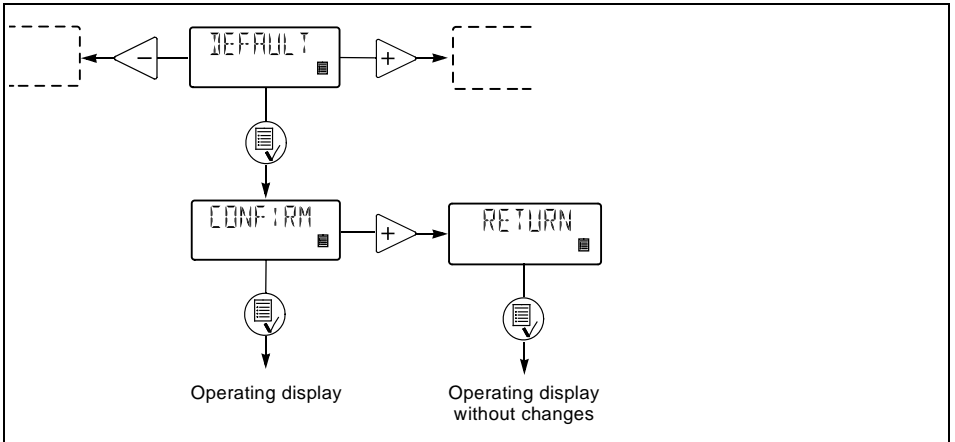 DEFAULT
−
+
CONFIRM
+
RETURN
Operating display
Operating display
without changes